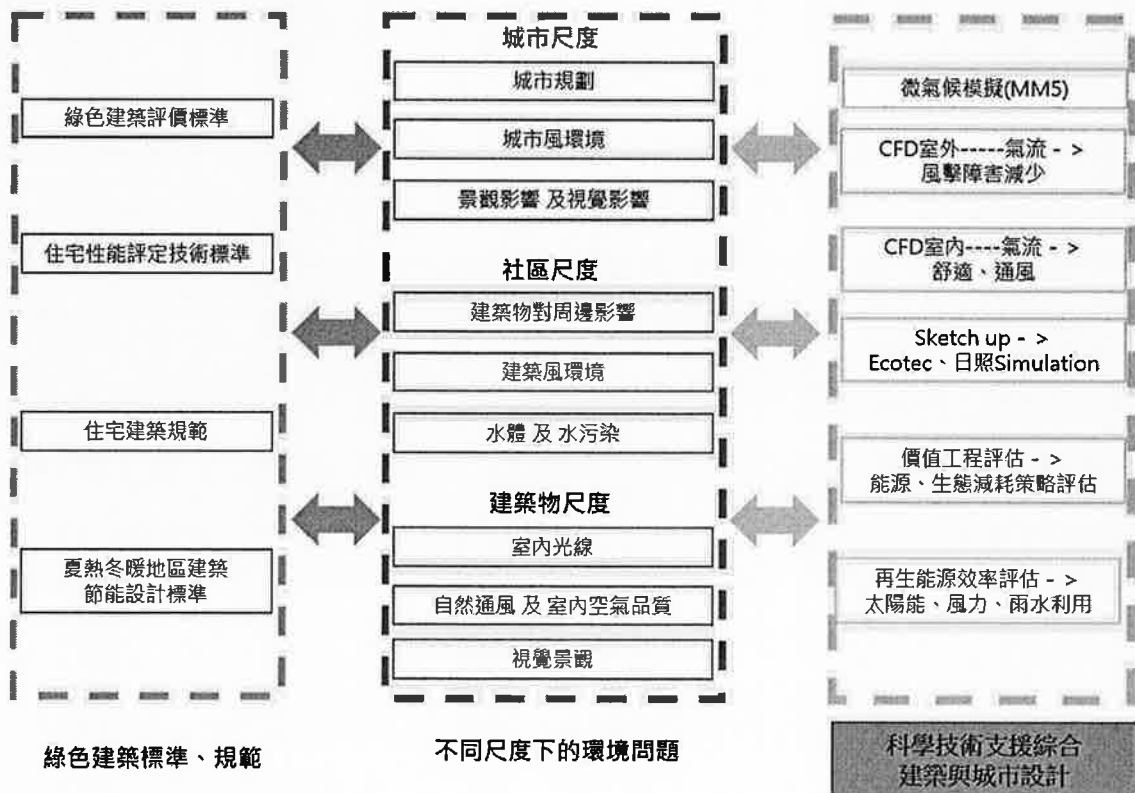 綠色建築評價標準
住宅性能評定技術標準
住宅建築規範
夏熱冬暖地區建築
節能設計標準
綠色建築標準、規範
城市尺度
城市規劃
城市風環境
景觀影響 及視覺影響
社區尺度
建築物對周邊影響
建築風環境
水體 及 水污染
建築物尺度
室內光線
自然通風 及 室內空氣品質
視覺景觀
不同尺度下的環境問題
微氣候模擬(MM5)
CFD室外-----氣流 - >
風擊障害減少
CFD室內----氣流 - >
舒適、通風
Sketch up - >
Ecotec、日照Simulation
價值工程評估 - >
能源、生態減耗策略評估
再生能源效率評估 - >
太陽能、風力、雨水利用
科學技術支援綜合
建築與城市設計